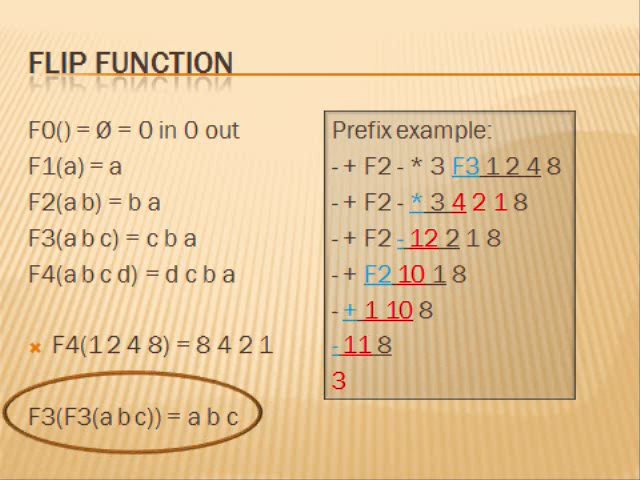 FLIP FUNCTION
F0() = Ø = 0 in 0 out
F1(a) = a
F2(a b) = b a
F3(a b c) = c b a
F4(a b c d) = d c b a
F4(1 2 4 8) = 8 4 2 1
F3(F3(a b c)) = a b c
Prefix example:
- + F2 - * 3 F3 1 2 4 8
- + F2 - * 3 4 2 1 8
- + F2 - 12 2 1 8
- + F2 10 1 8
- + 1 10 8
- 11 8
3